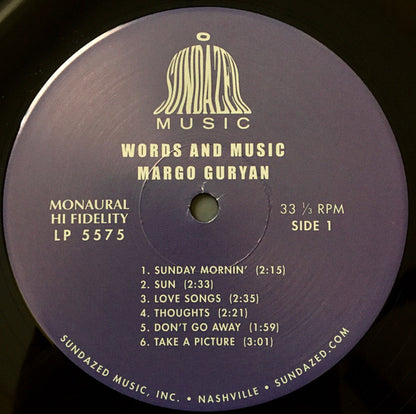 SUNDAZED
MUSIC
WORDS AND MUSIC
MARGO GURYAN
MONAURAL
HI FIDELITY
LP 5575
33 ⅓ RPM
SIDE 1
1. SUNDAY MORNIN' (2:15)
2. SUN (2:33)
3. LOVE SONGS (2:35)
4. THOUGHTS (2:21)
5. DON'T GO AWAY (1:59)
6. TAKE A PICTURE (3:01)
SUNDAZED MUSIC, INC. • NASHVILLE • SUNDAZED.COM